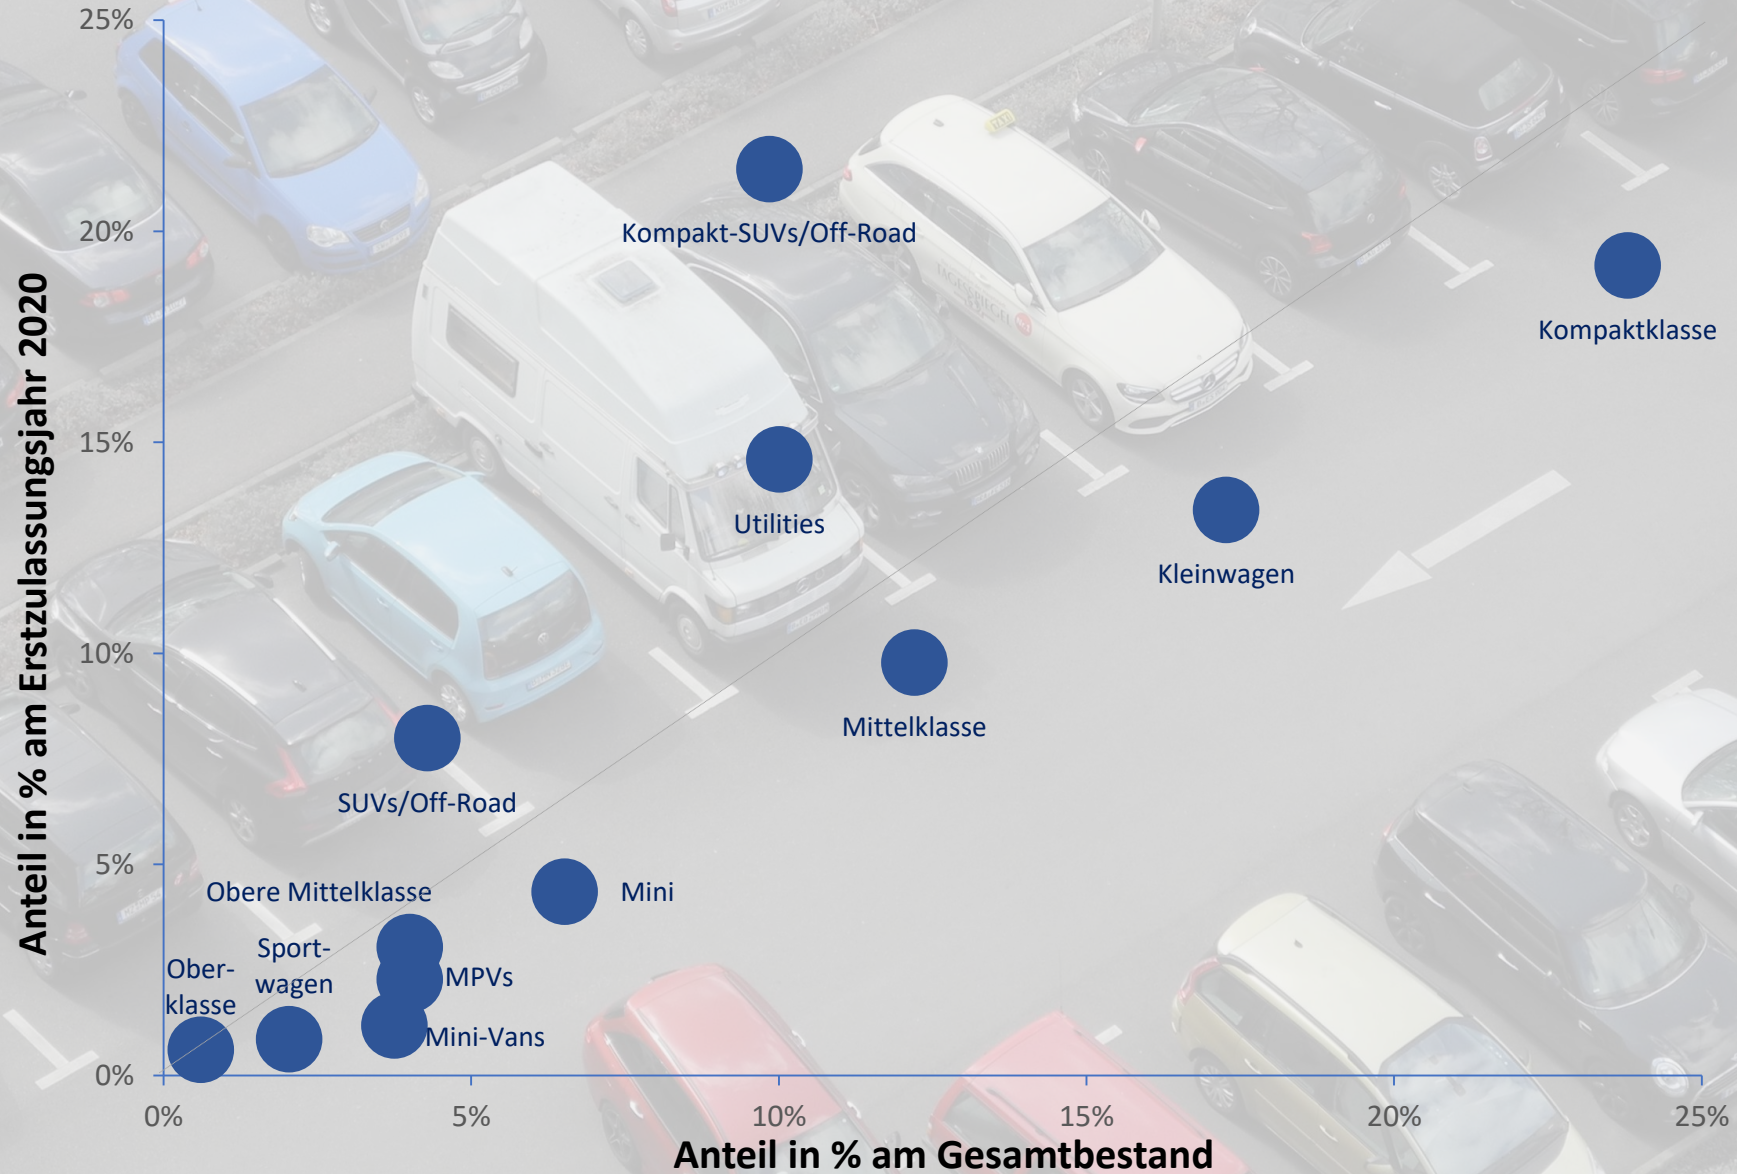 25%
20%
15%
10%
5%
0%
0%
5%
10%
15%
20%
25%
Anteil in % am Erstzulassungsjahr 2020
Anteil in % am Gesamtbestand
Kompakt-SUVs/Off-Road
Kompaktklasse
Utilities
Kleinwagen
Mittelklasse
SUVs/Off-Road
Obere Mittelklasse
Mini
Sport-
wagen
Ober-
klasse
MPVs
Mini-Vans
TAXI
TAGESSPIEGEL